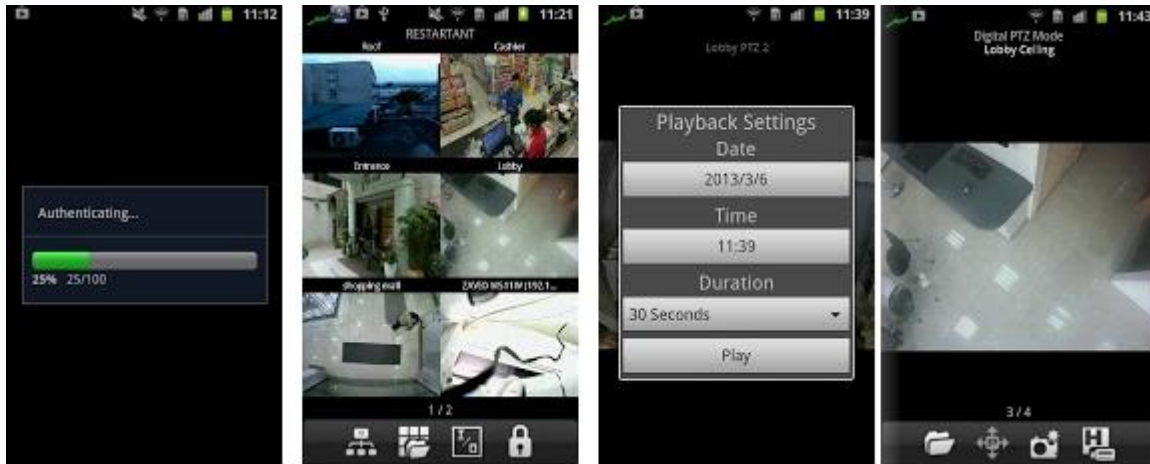 11:12
Authenticating...
25% 25/100
11:21
RESTARTANT
Roof Cashier
Entrance Lobby
shopping mall
1 / 2
I/O
11:39
Lobby PTZ 2
Playback Settings
Date
2013/3/6
Time
11:39
Duration
30 Seconds
Play
11:43
Digital PTZ Mode
Lobby Celing
3 / 4